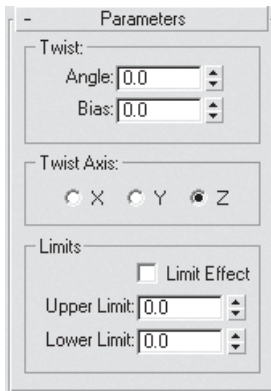 - Parameters
Twist:
Angle: 0.0
Bias: 0.0
Twist Axis:
X Y Z
Limits
Limit Effect
Upper Limit: 0.0
Lower Limit: 0.0